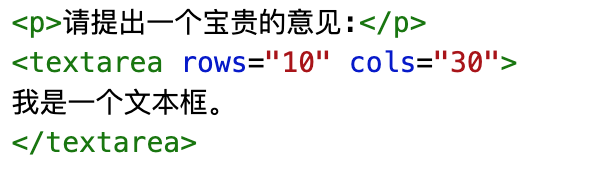 <p>请提出一个宝贵的意见:</p>
<textarea rows="10" cols="30">
我是一个文本框。
</textarea>